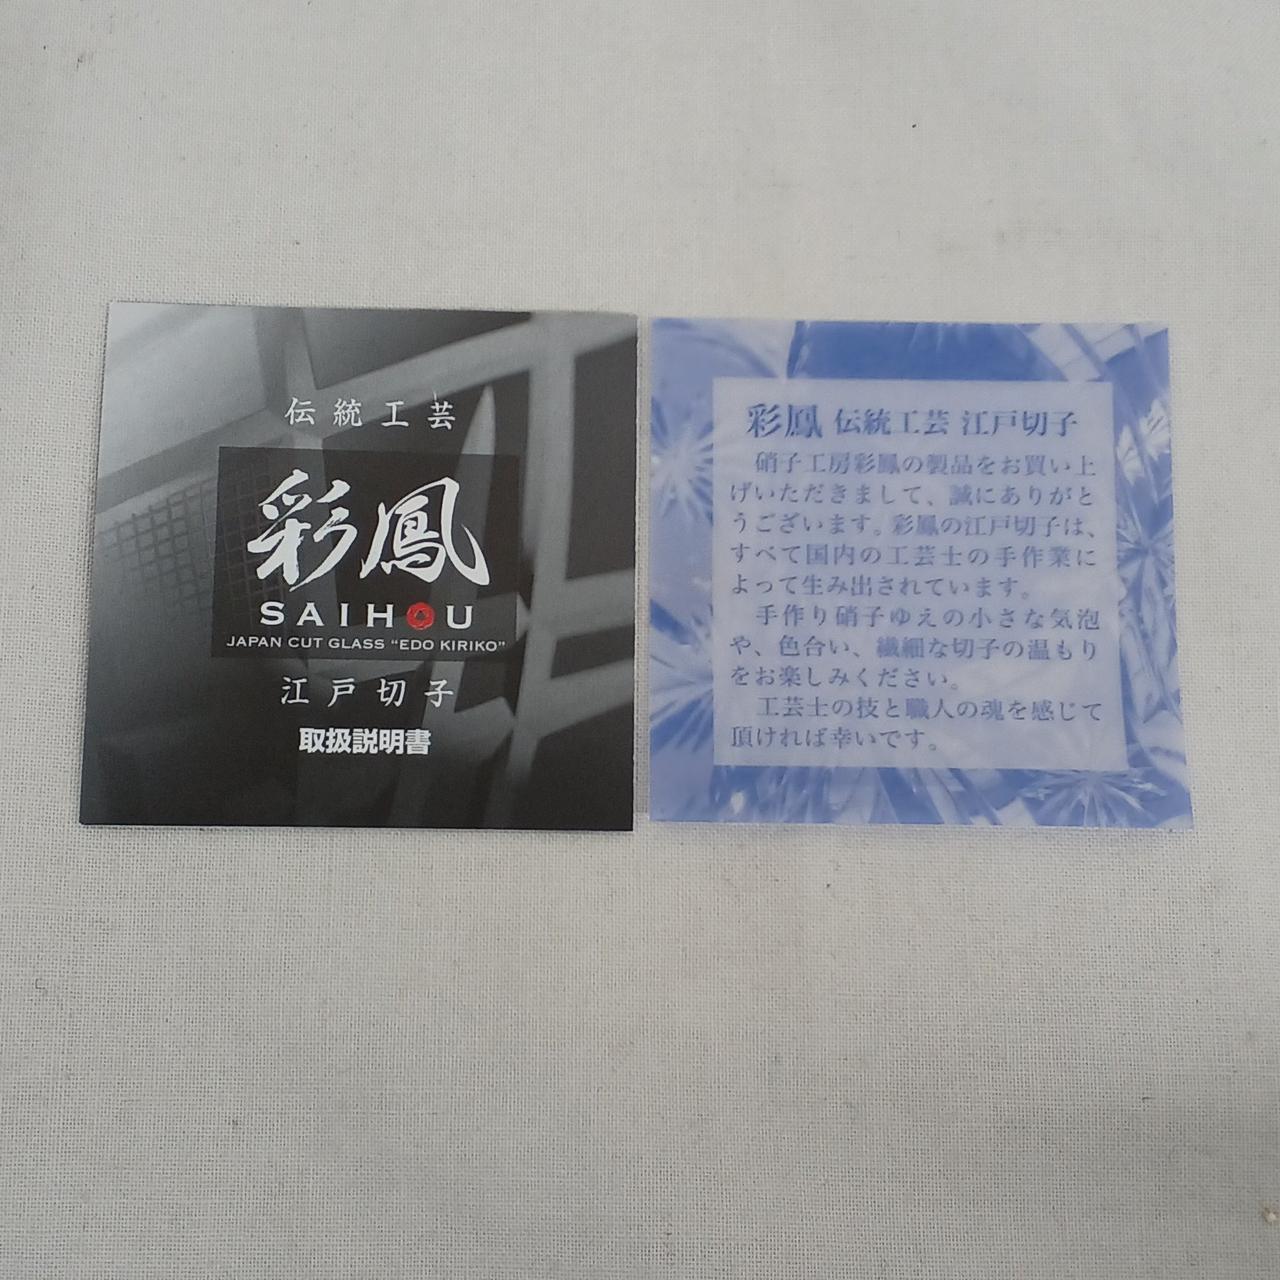 伝統工芸
彩鳳
SAIHOU
JAPAN CUT GLASS "EDO KIRIKO"
江戸切子
取扱説明書
彩鳳 伝統工芸 江戸切子
硝子工房彩鳳の製品をお買い上
げいただきまして、誠にありがと
うございます。彩鳳の江戸切子は、
すべて国内の工芸士の手作業に
よって生み出されています。
手作り硝子ゆえの小さな気泡
や、色合い、繊細な切子の温もり
をお楽しみください。
工芸士の技と職人の魂を感じて
頂ければ幸いです。